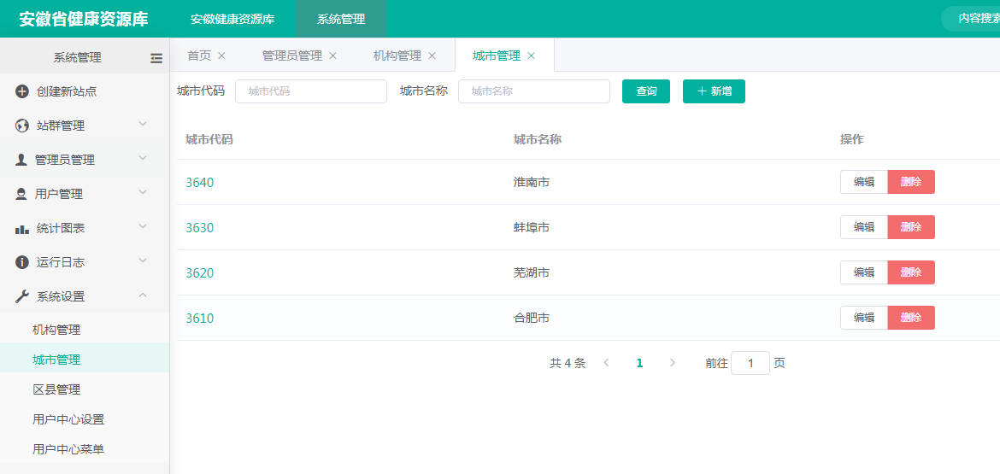 安徽省健康资源库
安徽健康资源库
系统管理
内容搜索
系统管理
首页
管理员管理
机构管理
城市管理
创建新站点
站群管理
管理员管理
用户管理
统计图表
运行日志
系统设置
机构管理
城市管理
区县管理
用户中心设置
用户中心菜单
城市代码 城市代码 城市名称 城市名称 查询 新增
城市代码 城市名称 操作
3640 淮南市 编辑 删除
3630 蚌埠市 编辑 删除
3620 芜湖市 编辑 删除
3610 合肥市 编辑 删除
共 4 条 1 前往 1 页